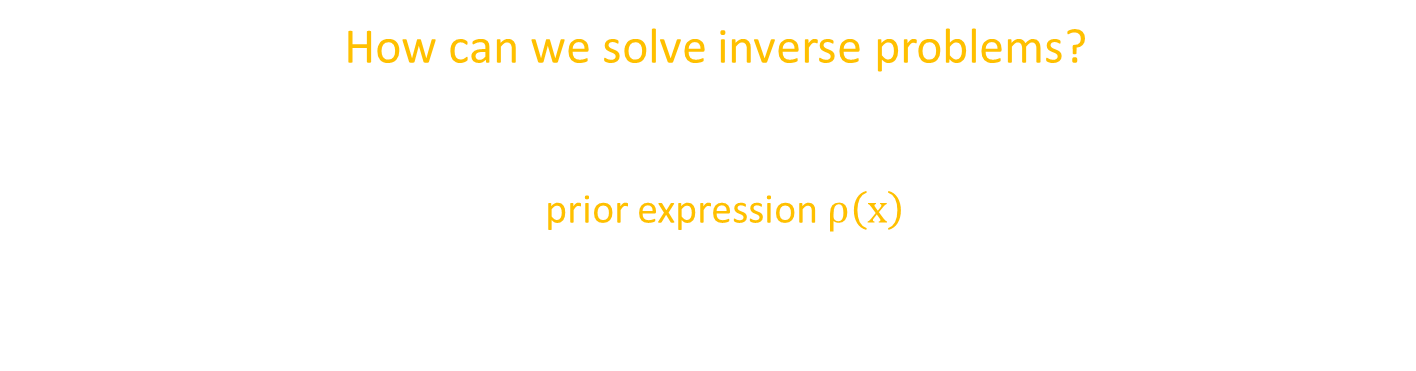 How can we solve inverse problems?
prior expression ρ(x)